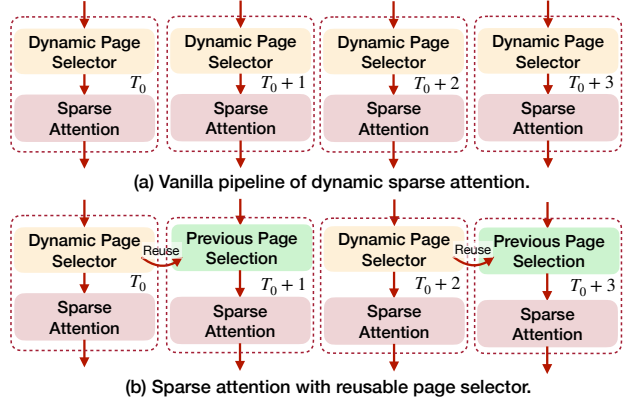 Dynamic Page Selector
Dynamic Page Selector
Dynamic Page Selector
Dynamic Page Selector
T₀
T₀ + 1
T₀ + 2
T₀ + 3
Sparse Attention
Sparse Attention
Sparse Attention
Sparse Attention
(a) Vanilla pipeline of dynamic sparse attention.
Dynamic Page Selector
Reuse
Previous Page Selection
Dynamic Page Selector
Reuse
Previous Page Selection
T₀
T₀ + 1
T₀ + 2
T₀ + 3
Sparse Attention
Sparse Attention
Sparse Attention
Sparse Attention
(b) Sparse attention with reusable page selector.